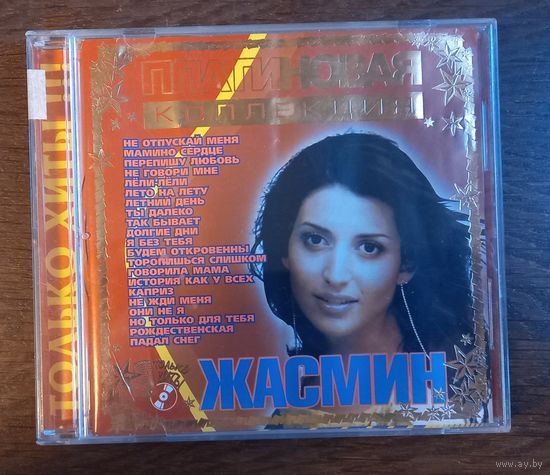 ТОЛЬКО ХИТЫ !!!
ПЛАТИНОВАЯ
КОЛЛЕКЦИЯ
НЕ ОТПУСКАЙ МЕНЯ
МАМИНО СЕРДЦЕ
ПЕРЕПИШУ ЛЮБОВЬ
НЕ ГОВОРИ МНЕ
ЛЕЛИ-ЛЕЛИ
ЛЕТО НА ЛЕТУ
ЛЕТНИЙ ДЕНЬ
ТЫ ДАЛЕКО
ТАК БЫВАЕТ
ДОЛГИЕ ДНИ
Я БЕЗ ТЕБЯ
БУДЕМ ОТКРОВЕННЫ
ТОРОПИШЬСЯ СЛИШКОМ
ГОВОРИЛА МАМА
ИСТОРИЯ КАК У ВСЕХ
КАПРИЗ
НЕ ЖДИ МЕНЯ
ОНИ НЕ Я
НО ТОЛЬКО ДЛЯ ТЕБЯ
РОЖДЕСТВЕНСКАЯ
ПАДАЛ СНЕГ
ТОЛЬКО
ХИТЫ
ЖАСМИН
www.ay.by